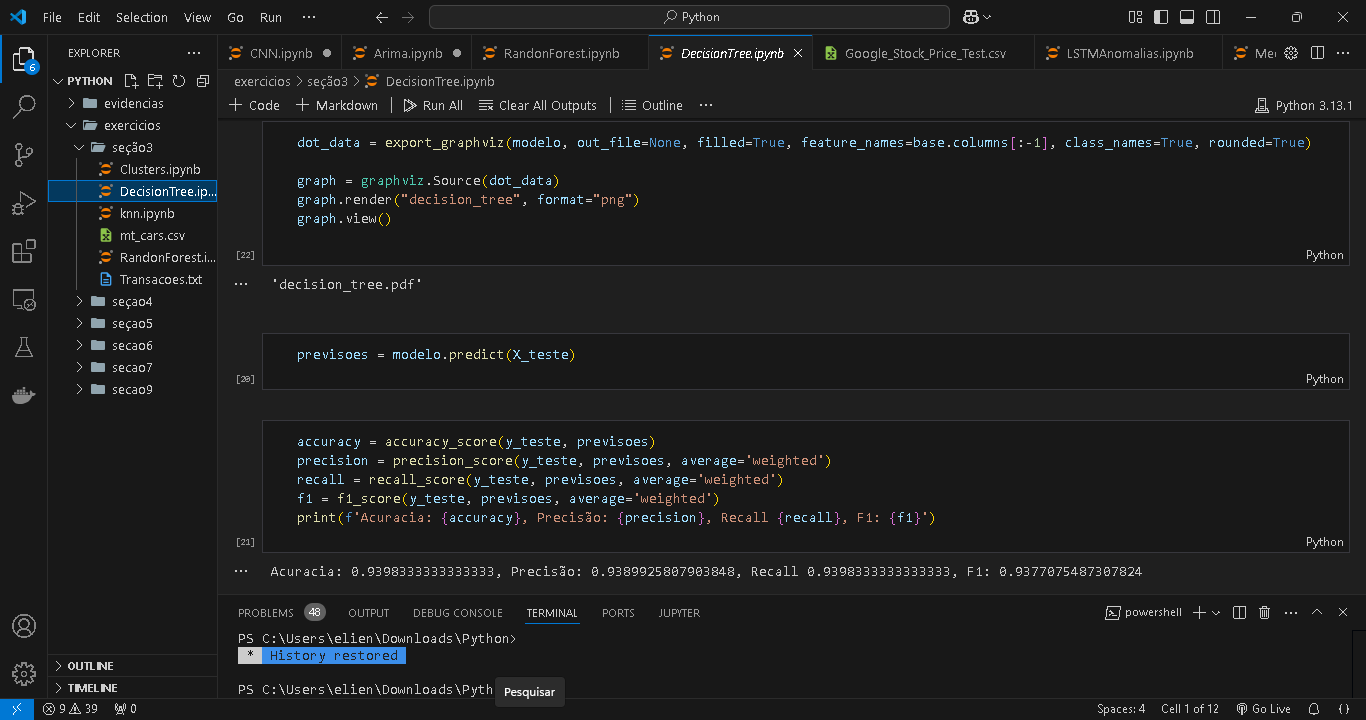 File Edit Selection View Go Run ··· Python
EXPLORER ···
CNN.ipynb
Arima.ipynb
RandonForest.ipynb
DecisionTree.ipynb
Google_Stock_Price_Test.csv
LSTMAnomalias.ipynb
exercicios > seção3 > DecisionTree.ipynb
+ Code + Markdown Run All Clear All Outputs Outline ··· Python 3.13.1
6
PYTHON
evidencias
exercicios
seção3
Clusters.ipynb
DecisionTree.ip...
knn.ipynb
mt_cars.csv
RandonForest.i...
Transacoes.txt
seçao4
seçao5
secao6
secao7
secao9
OUTLINE
TIMELINE
dot_data = export_graphviz(modelo, out_file=None, filled=True, feature_names=base.columns[:-1], class_names=True, rounded=True)
graph = graphviz.Source(dot_data)
graph.render("decision_tree", format="png")
graph.view()
[22] Python
··· 'decision_tree.pdf'
previsoes = modelo.predict(X_teste)
[20] Python
accuracy = accuracy_score(y_teste, previsoes)
precision = precision_score(y_teste, previsoes, average='weighted')
recall = recall_score(y_teste, previsoes, average='weighted')
f1 = f1_score(y_teste, previsoes, average='weighted')
print(f'Acuracia: {accuracy}, Precisão: {precision}, Recall {recall}, F1: {f1}')
[21] Python
··· Acuracia: 0.9398333333333333, Precisão: 0.9389925807903848, Recall 0.9398333333333333, F1: 0.9377075487307824
PROBLEMS 48 OUTPUT DEBUG CONSOLE TERMINAL PORTS JUPYTER powershell
PS C:\Users\elien\Downloads\Python>
* History restored
PS C:\Users\elien\Downloads\Pyth
Pesquisar
9 39 0 Spaces: 4 Cell 1 of 12 Go Live